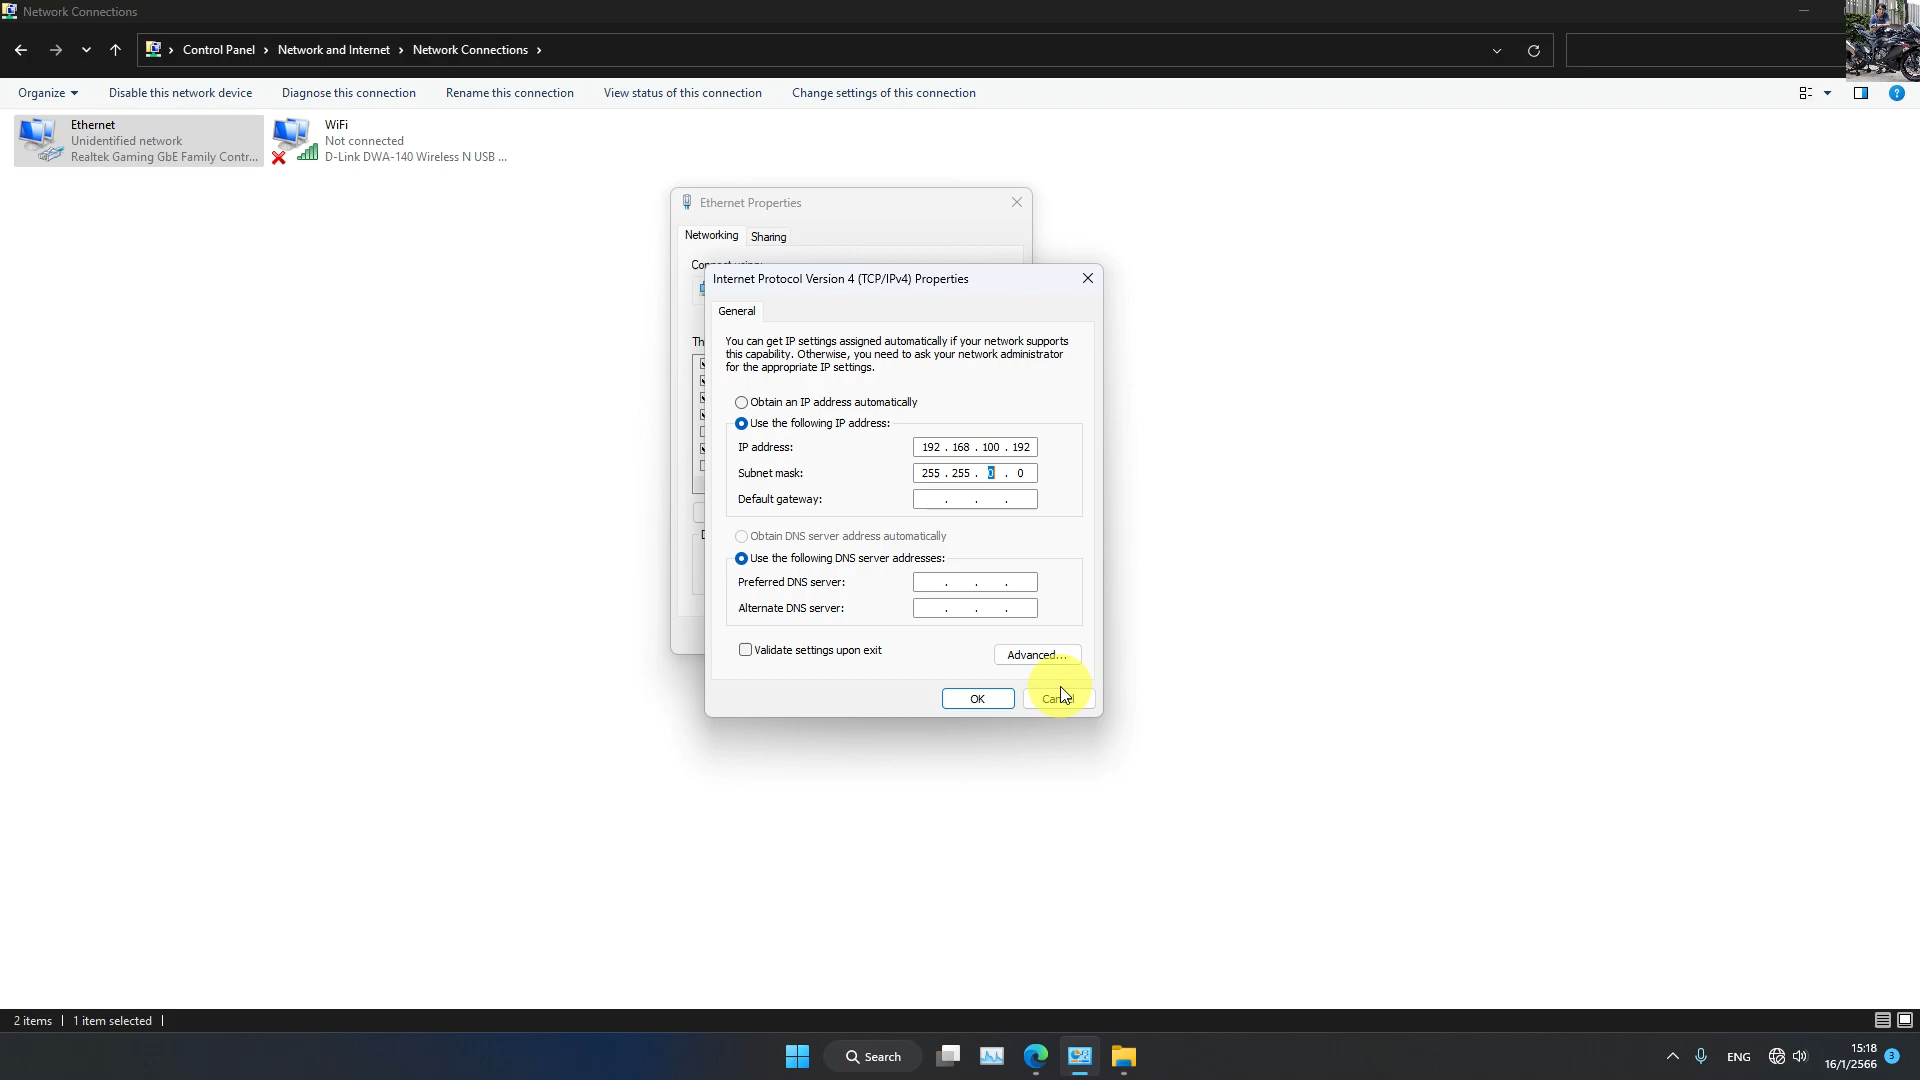 Network Connections
Control Panel > Network and Internet > Network Connections >
Organize Disable this network device Diagnose this connection Rename this connection View status of this connection Change settings of this connection
Ethernet
Unidentified network
Realtek Gaming GbE Family Contr...
WiFi
Not connected
D-Link DWA-140 Wireless N USB ...
Ethernet Properties
Networking Sharing
Internet Protocol Version 4 (TCP/IPv4) Properties
General
You can get IP settings assigned automatically if your network supports
this capability. Otherwise, you need to ask your network administrator
for the appropriate IP settings.
Obtain an IP address automatically
Use the following IP address:
IP address: 192 . 168 . 100 . 192
Subnet mask: 255 . 255 . 0 . 0
Default gateway: . . .
Obtain DNS server address automatically
Use the following DNS server addresses:
Preferred DNS server: . . .
Alternate DNS server: . . .
Validate settings upon exit
Advanced...
OK Cancel
2 items 1 item selected
Search
ENG
15:18
16/1/2566
3